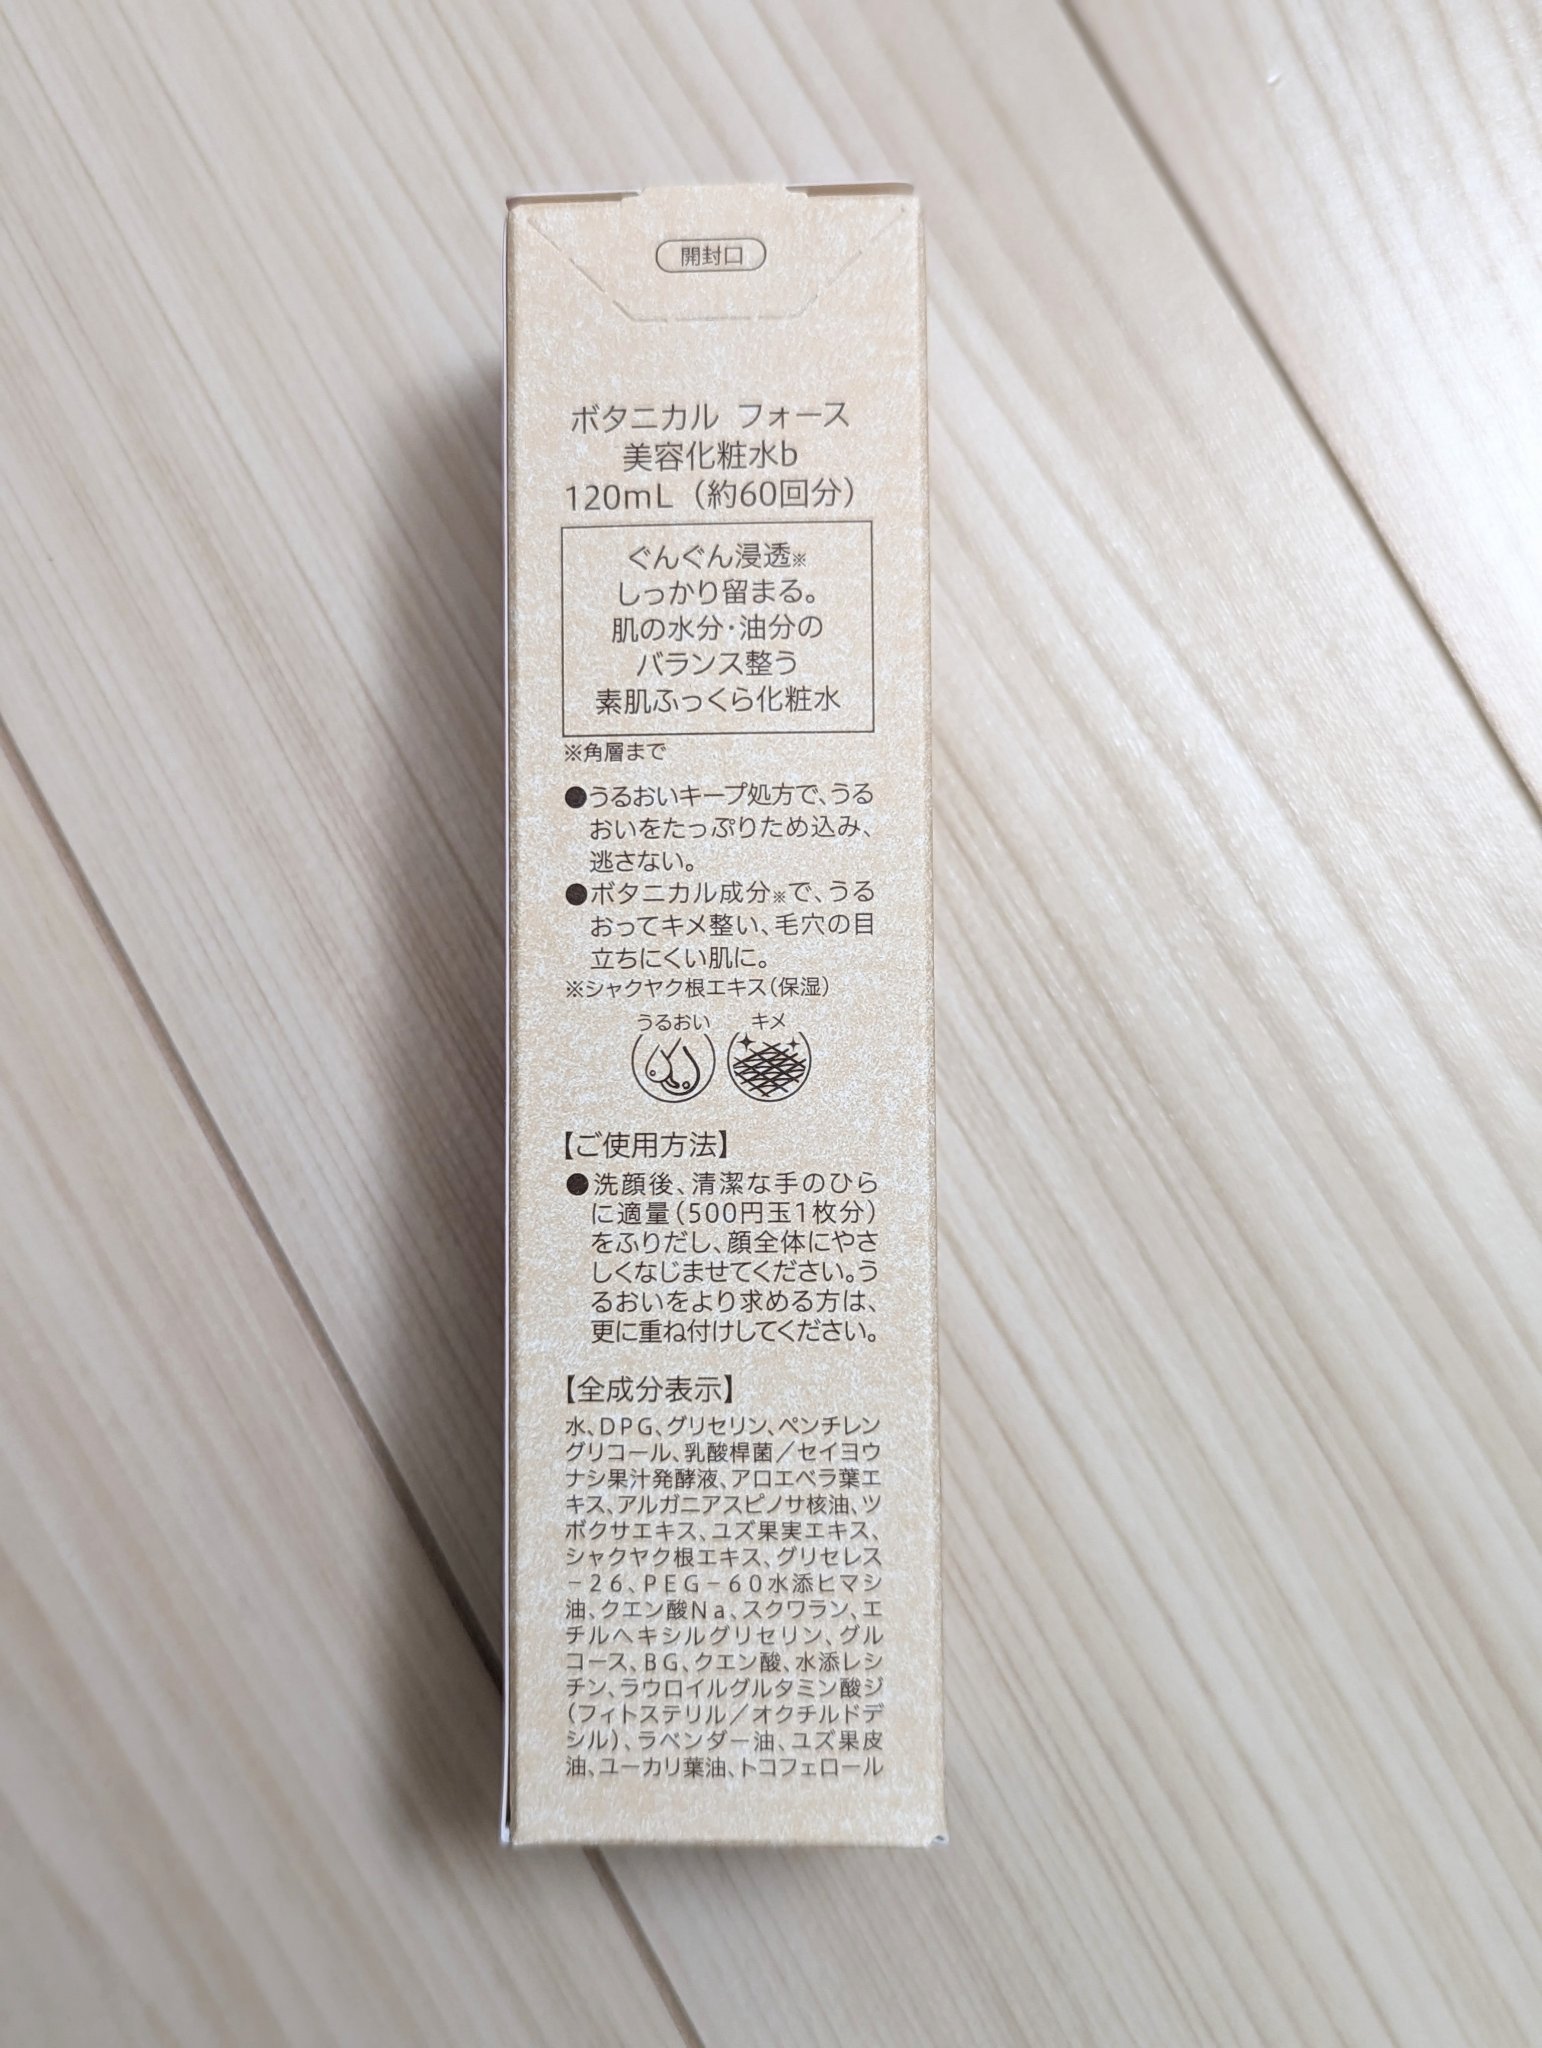 開封口
ボタニカル フォース
美容化粧水b
120mL（約60回分）
ぐんぐん浸透※
しっかり留まる。
肌の水分・油分の
バランス整う
素肌ふっくら化粧水
※角層まで
●うるおいキープ処方で、うる
おいをたっぷりため込み、
逃さない。
●ボタニカル成分※で、うる
おってキメ整い、毛穴の目
立ちにくい肌に。
※シャクヤク根エキス（保湿）
うるおい キメ
【ご使用方法】
●洗顔後、清潔な手のひら
に適量（500円玉1枚分）
をふりだし、顔全体にやさ
しくなじませてください。う
るおいをより求める方は、
更に重ね付けしてください。
【全成分表示】
水、DPG、グリセリン、ペンチレン
グリコール、乳酸桿菌／セイヨウ
ナシ果汁発酵液、アロエベラ葉エ
キス、アルガニアスピノサ核油、ツ
ボクサエキス、ユズ果実エキス、
シャクヤク根エキス、グリセレス
－26、PEG－60水添ヒマシ
油、クエン酸Na、スクワラン、エ
チルヘキシルグリセリン、グル
コース、BG、クエン酸、水添レシ
チン、ラウロイルグルタミン酸ジ
（フィトステリル／オクチルドデ
シル）、ラベンダー油、ユズ果皮
油、ユーカリ葉油、トコフェロール